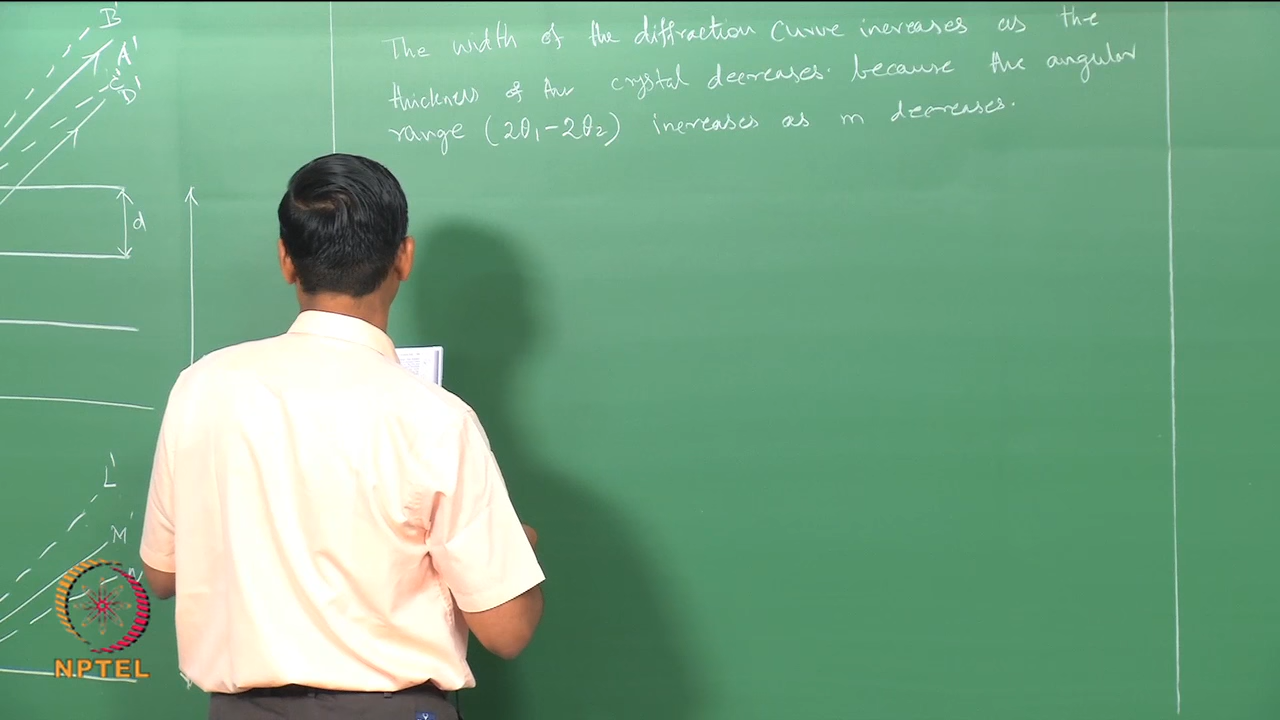 The width of the diffraction curve increases as the
thickness of the crystal decreases. because the angular
range (2θ₁-2θ₂) increases as m decreases.
B'
A'
C'
D'
d
L'
M'
NPTEL